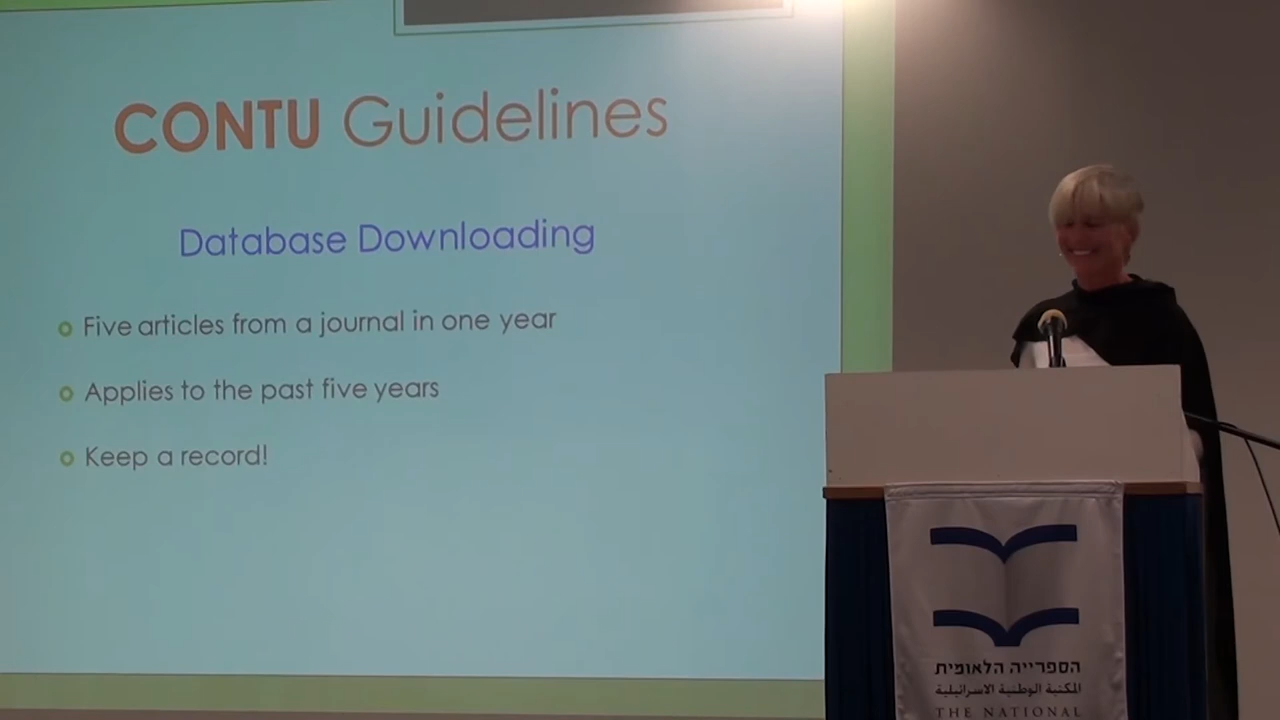 CONTU Guidelines
Database Downloading
Five articles from a journal in one year
Applies to the past five years
Keep a record!
הספרייה הלאומית
المكتبة الوطنية الاسرائيلية
THE NATIONAL